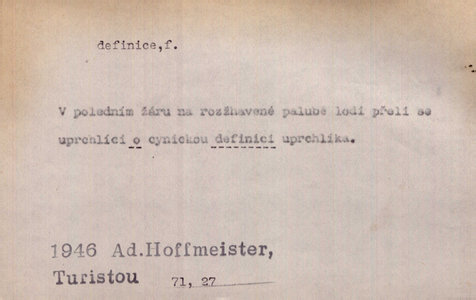 definice,f.
V poledním žáru na rozžhavené palubě lodi přeli se
uprchlíci o cynickou definici uprchlíka.
1946 Ad.Hoffmeister,
Turistou 71, 27